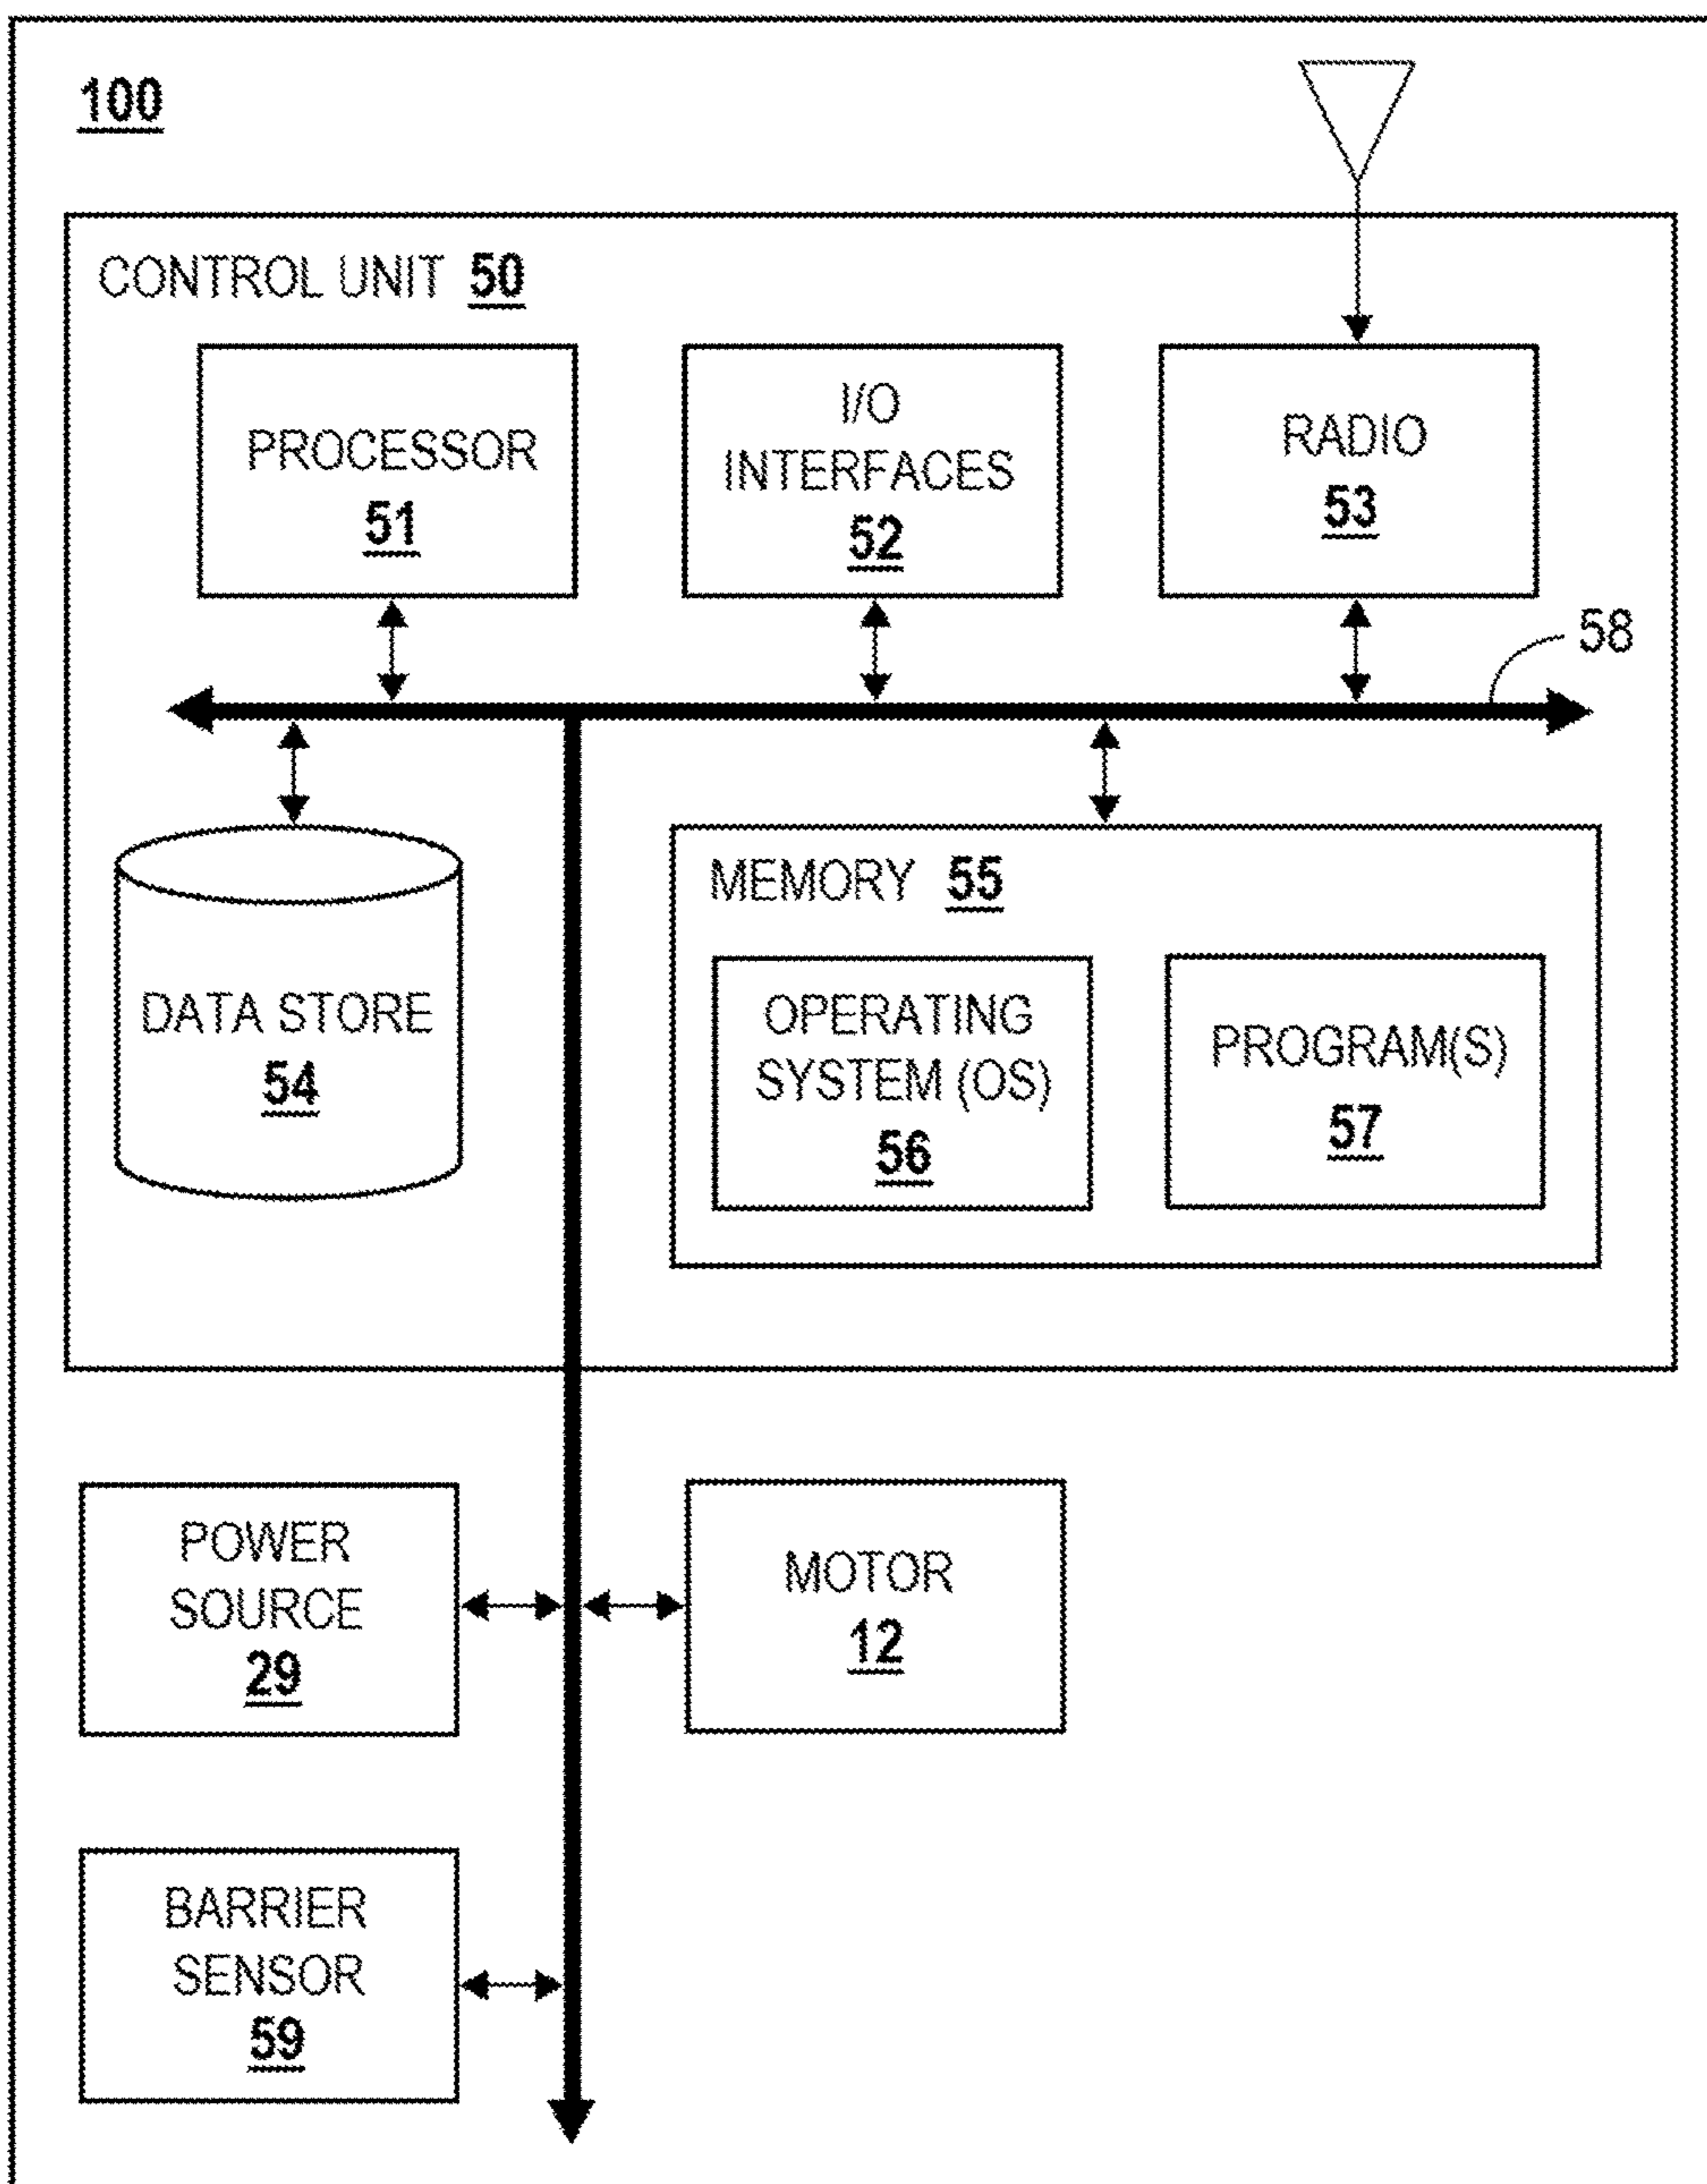 100
CONTROL UNIT 50
PROCESSOR
51
I/O
INTERFACES
52
RADIO
53
58
DATA STORE
54
MEMORY 55
OPERATING
SYSTEM (OS)
56
PROGRAM(S)
57
POWER
SOURCE
29
MOTOR
12
BARRIER
SENSOR
59